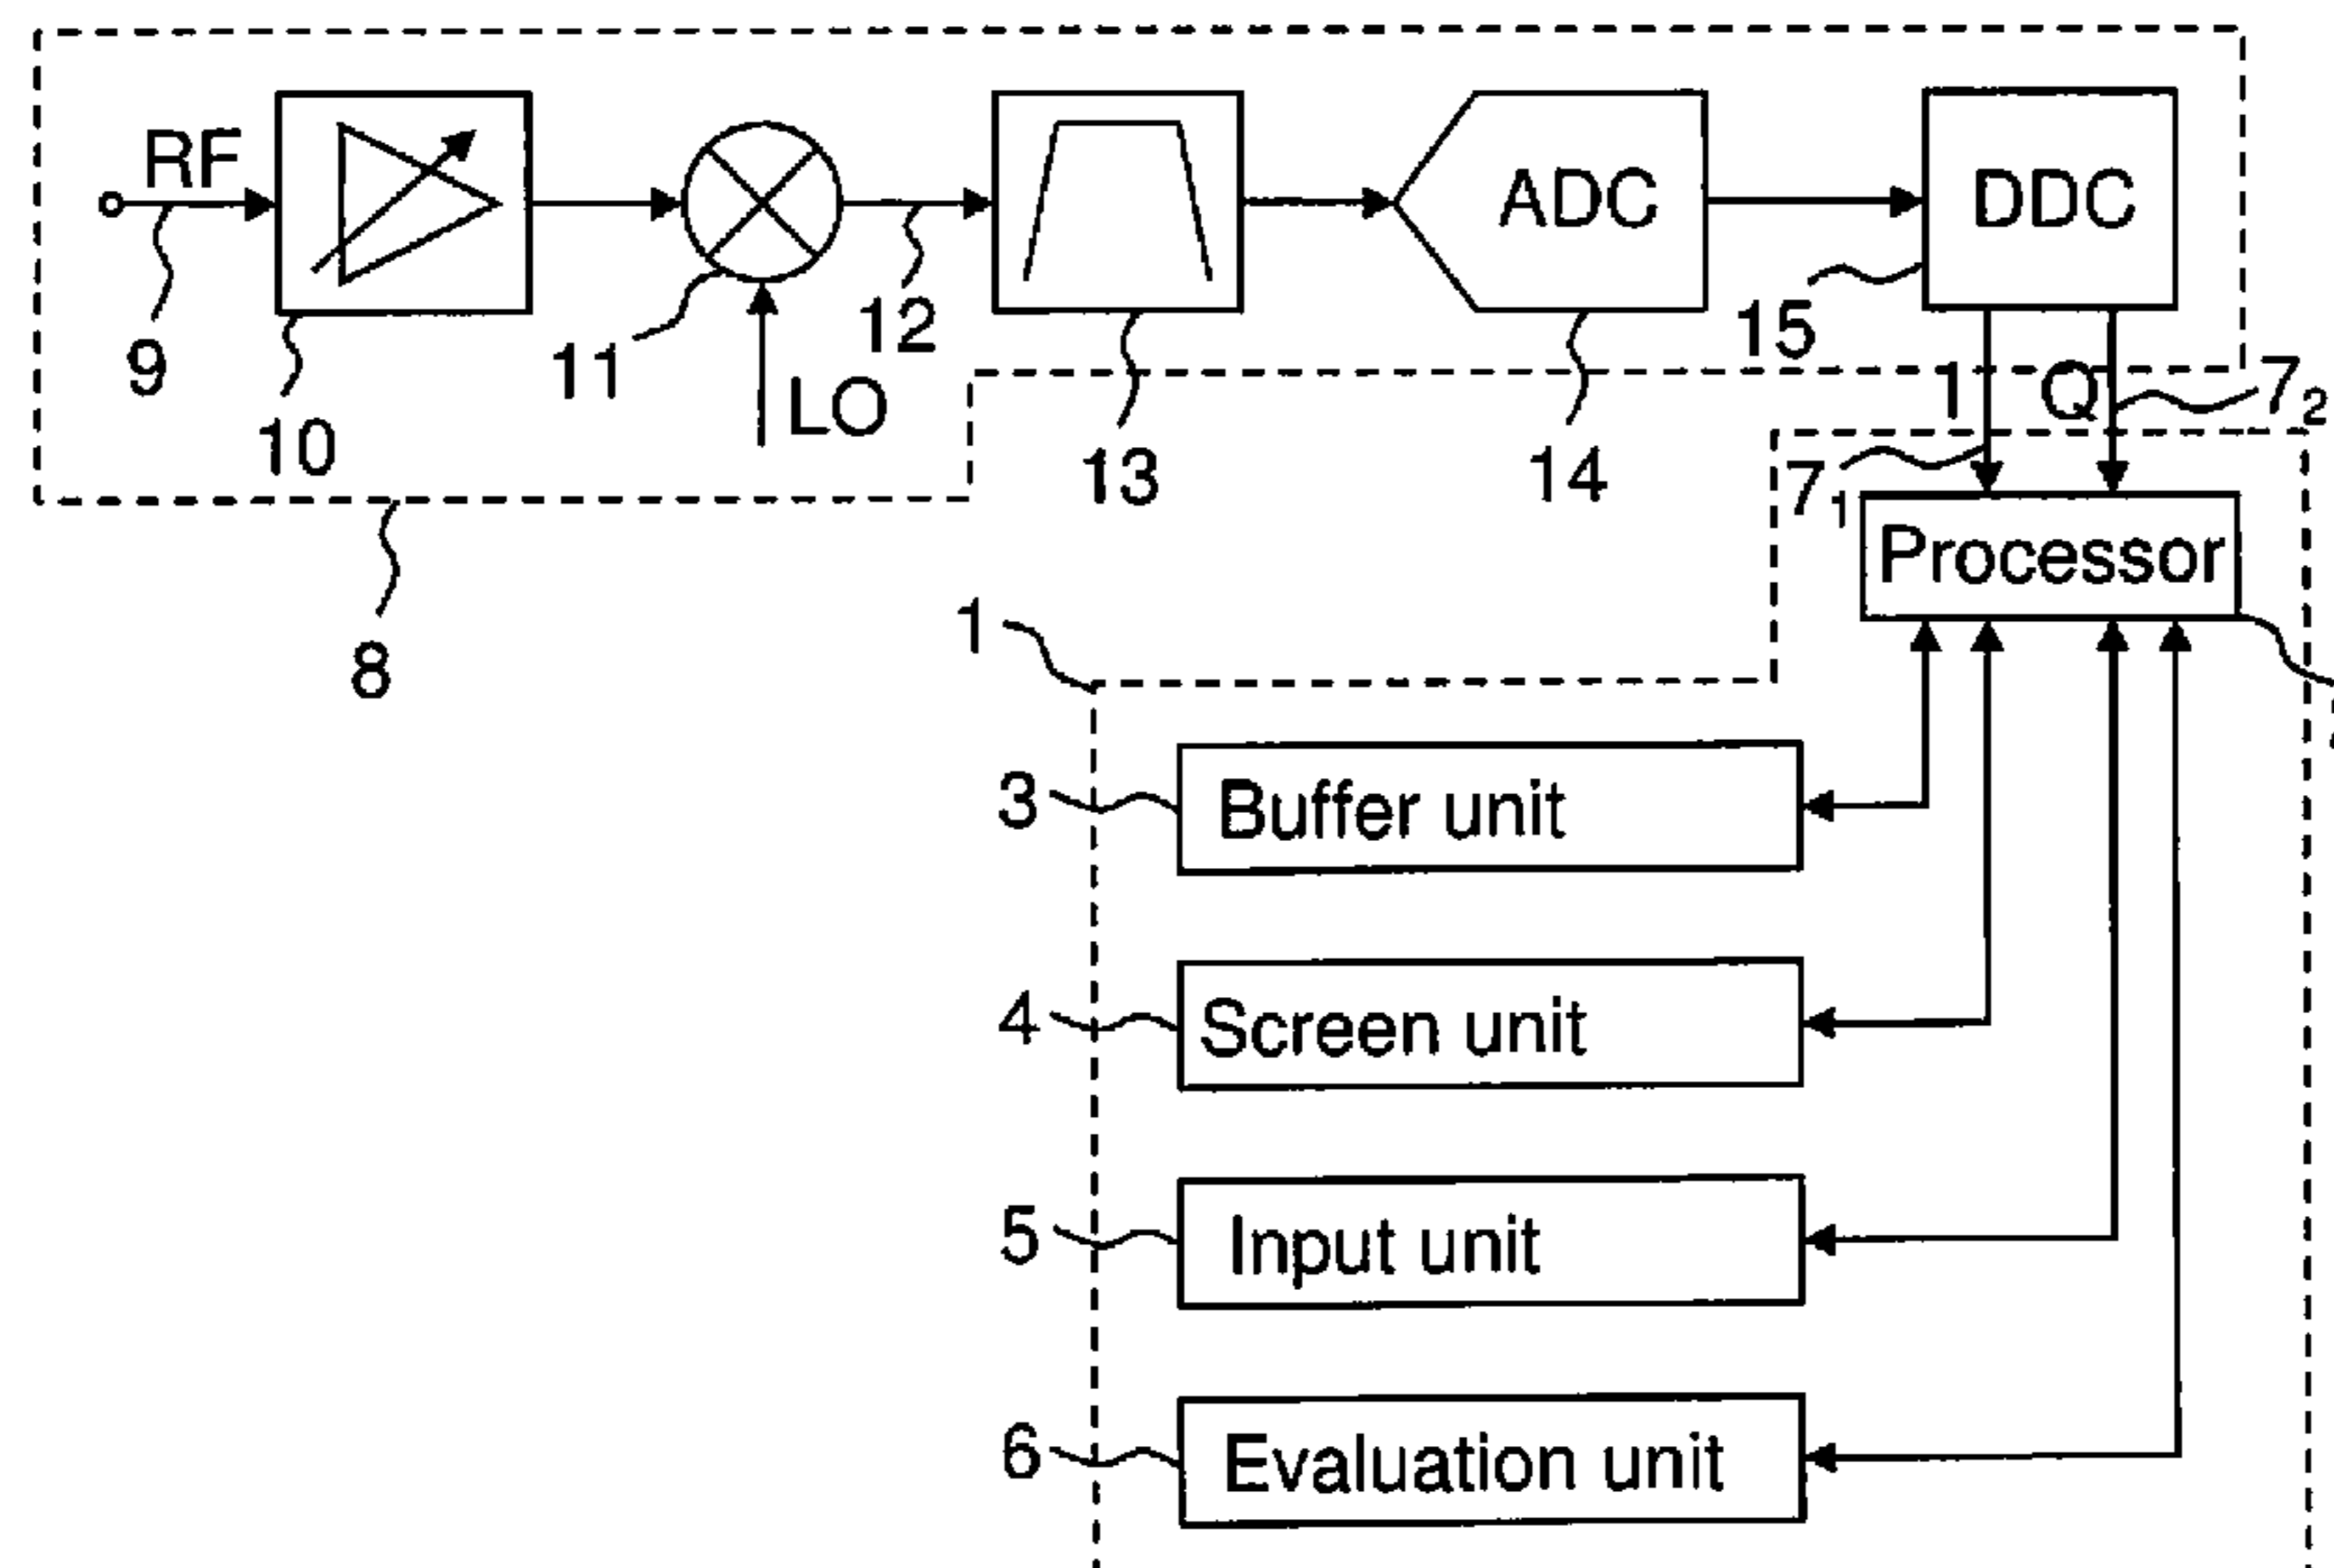 RF
ADC
DDC
9
10
11
LO
12
13
14
15
I
Q
7₂
7₁
8
Processor
1
3
Buffer unit
4
Screen unit
5
Input unit
6
Evaluation unit